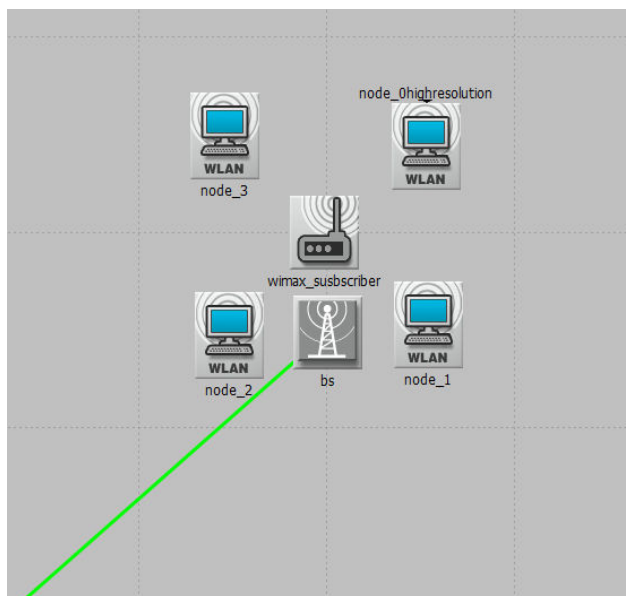 node_0highresolution
WLAN
node_3
WLAN
wimax_susbscriber
WLAN
node_2
bs
WLAN
node_1